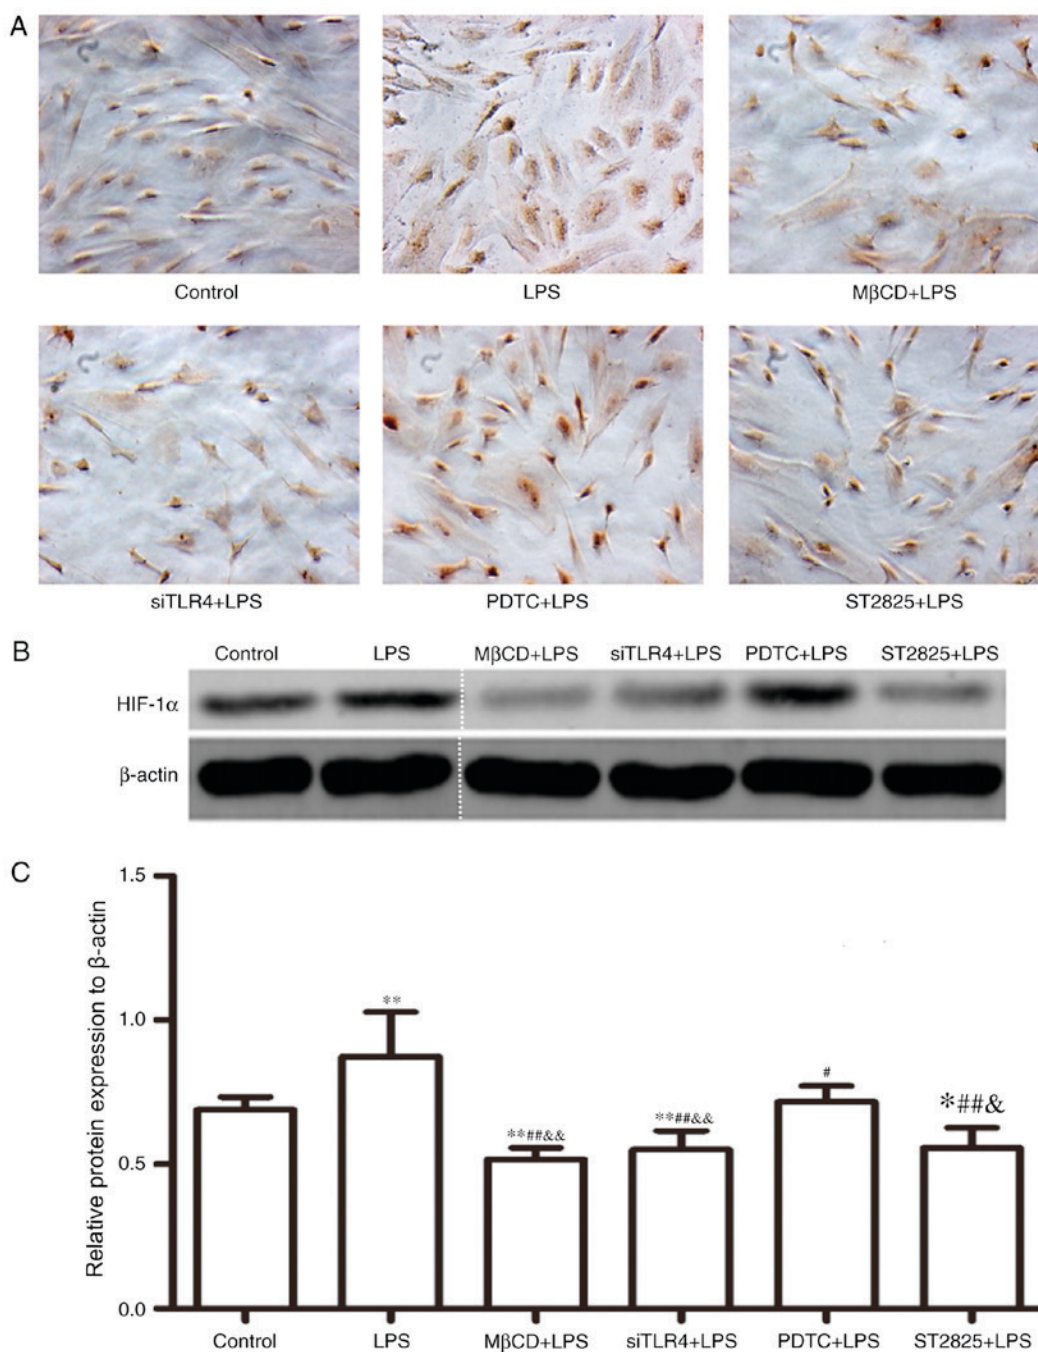 A
Control
LPS
MβCD+LPS
siTLR4+LPS
PDTC+LPS
ST2825+LPS
B
Control LPS MβCD+LPS siTLR4+LPS PDTC+LPS ST2825+LPS
HIF-1α
β-actin
C
Relative protein expression to β-actin
1.5
1.0
0.5
0.0
**
**##&&
**##&&
#
*##&
Control LPS MβCD+LPS siTLR4+LPS PDTC+LPS ST2825+LPS